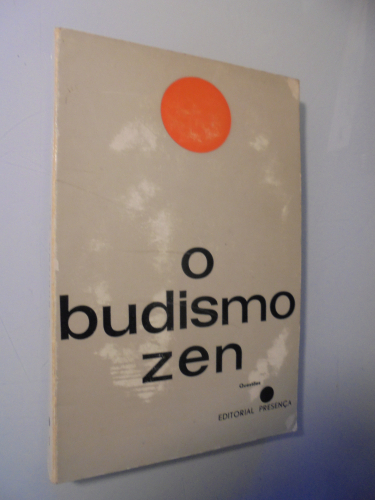 o
budismo
zen
EDITORIAL PRESENÇA